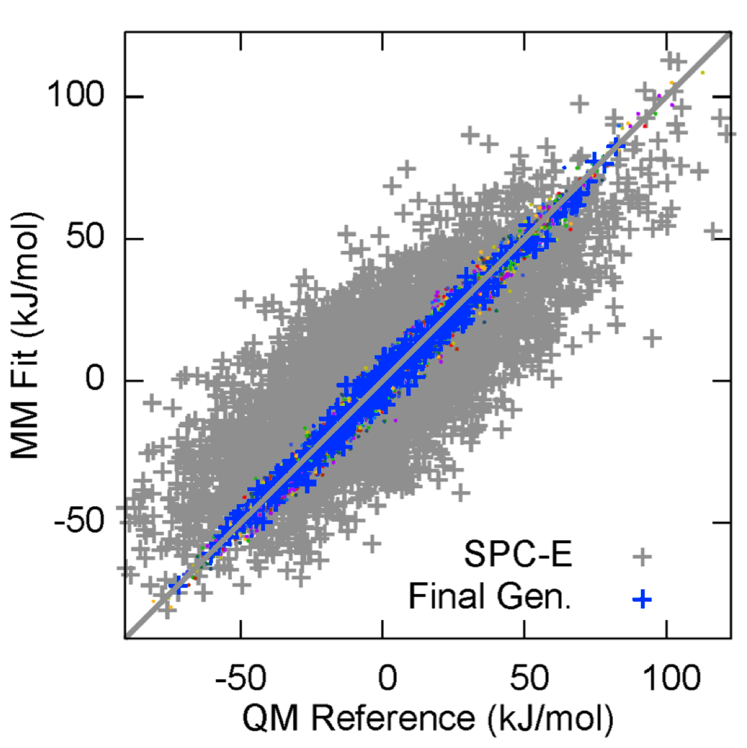 100
50
0
-50
MM Fit (kJ/mol)
SPC-E
Final Gen.
-50 0 50 100
QM Reference (kJ/mol)